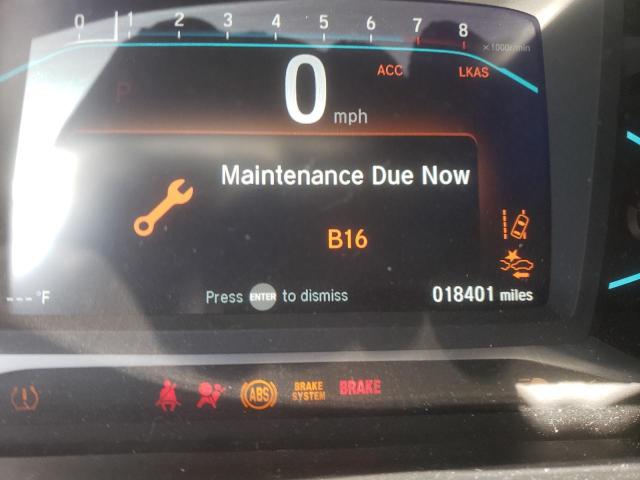 0 1 2 3 4 5 6 7 8
×1000r/min
P
ACC LKAS
0 mph
Maintenance Due Now
B16
Press ENTER to dismiss
---°F
018401 miles
ABS BRAKE SYSTEM BRAKE